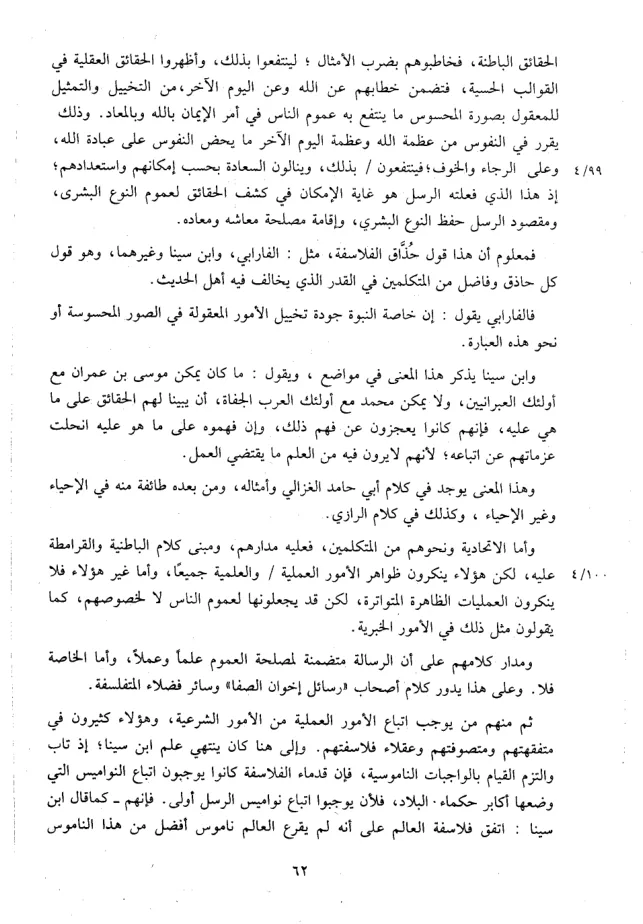 الحقائق الباطنة، فخاطبوهم بضرب الأمثال ؛ لينتفعوا بذلك، وأظهروا الحقائق العقلية في
القوالب الحسية، فتضمن خطابهم عن الله وعن اليوم الآخر،من التخييل والتمثيل
للمعقول بصورة المحسوس ما ينتفع به عموم الناس في أمر الإيمان بالله وبالمعاد. وذلك
يقرر في النفوس من عظمة الله وعظمة اليوم الآخر ما يحض النفوس على عبادة الله،
٤/٩٩ وعلى الرجاء والخوف؛فينتفعون / بذلك، وينالون السعادة بحسب إمكانهم واستعدادهم؛
إذ هذا الذي فعلته الرسل هو غاية الإمكان في كشف الحقائق لعموم النوع البشرى،
ومقصود الرسل حفظ النوع البشري، وإقامة مصلحة معاشه ومعاده.
فمعلوم أن هذا قول حُذَّاق الفلاسفة، مثل : الفارابي، وابن سينا وغيرهما، وهو قول
كل حاذق وفاضل من المتكلمين في القدر الذي يخالف فيه أهل الحديث.
فالفارابي يقول : إن خاصة النبوة جودة تخييل الأمور المعقولة في الصور المحسوسة أو
نحو هذه العبارة.
وابن سينا يذكر هذا المعنى في مواضع ، ويقول : ما كان يمكن موسى بن عمران مع
أولئك العبرانيين، ولا يمكن محمد مع أولئك العرب الجفاة، أن يبينا لهم الحقائق على ما
هي عليه، فإنهم كانوا يعجزون عن فهم ذلك، وإن فهموه على ما هو عليه انحلت
عزماتهم عن اتباعه؛ لأنهم لايرون فيه من العلم ما يقتضي العمل.
وهذا المعنى يوجد في كلام أبي حامد الغزالي وأمثاله، ومن بعده طائفة منه في الإحياء
وغير الإحياء ، وكذلك في كلام الرازي.
وأما الاتحادية ونحوهم من المتكلمين، فعليه مدارهم، ومبنى كلام الباطنية والقرامطة
٤/١٠٠ عليه، لكن هؤلاء ينكرون ظواهر الأمور العملية / والعلمية جميعًا، وأما غير هؤلاء فلا
ينكرون العمليات الظاهرة المتواترة، لكن قد يجعلونها لعموم الناس لا لخصوصهم، كما
يقولون مثل ذلك في الأمور الخبرية.
ومدار كلامهم على أن الرسالة متضمنة لمصلحة العموم علماً وعملاً، وأما الخاصة
فلا. وعلى هذا يدور كلام أصحاب «رسائل إخوان الصفا» وسائر فضلاء المتفلسفة.
ثم منهم من يوجب اتباع الأمور العملية من الأمور الشرعية، وهؤلاء كثيرون في
متفقهتهم ومتصوفتهم وعقلاء فلاسفتهم. وإلى هنا كان ينتهي علم ابن سينا؛ إذ تاب
والتزم القيام بالواجبات الناموسية، فإن قدماء الفلاسفة كانوا يوجبون اتباع النواميس التي
وضعها أكابر حكماء البلاد، فلأن يوجبوا اتباع نواميس الرسل أولى. فإنهم ـ كماقال ابن
سينا : اتفق فلاسفة العالم على أنه لم يقرع العالم ناموس أفضل من هذا الناموس
٦٢